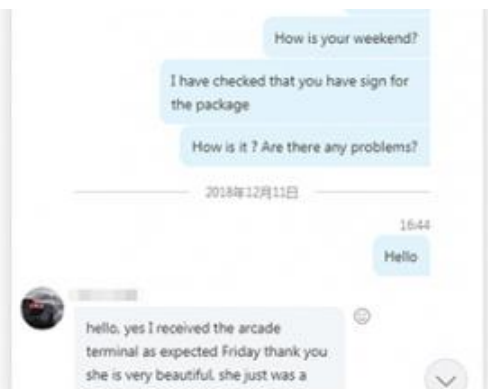 How is your weekend?
I have checked that you have sign for
the package
How is it ? Are there any problems?
2018年12月11日
16:44
Hello
hello, yes I received the arcade
terminal as expected Friday thank you
she is very beautiful. she just was a